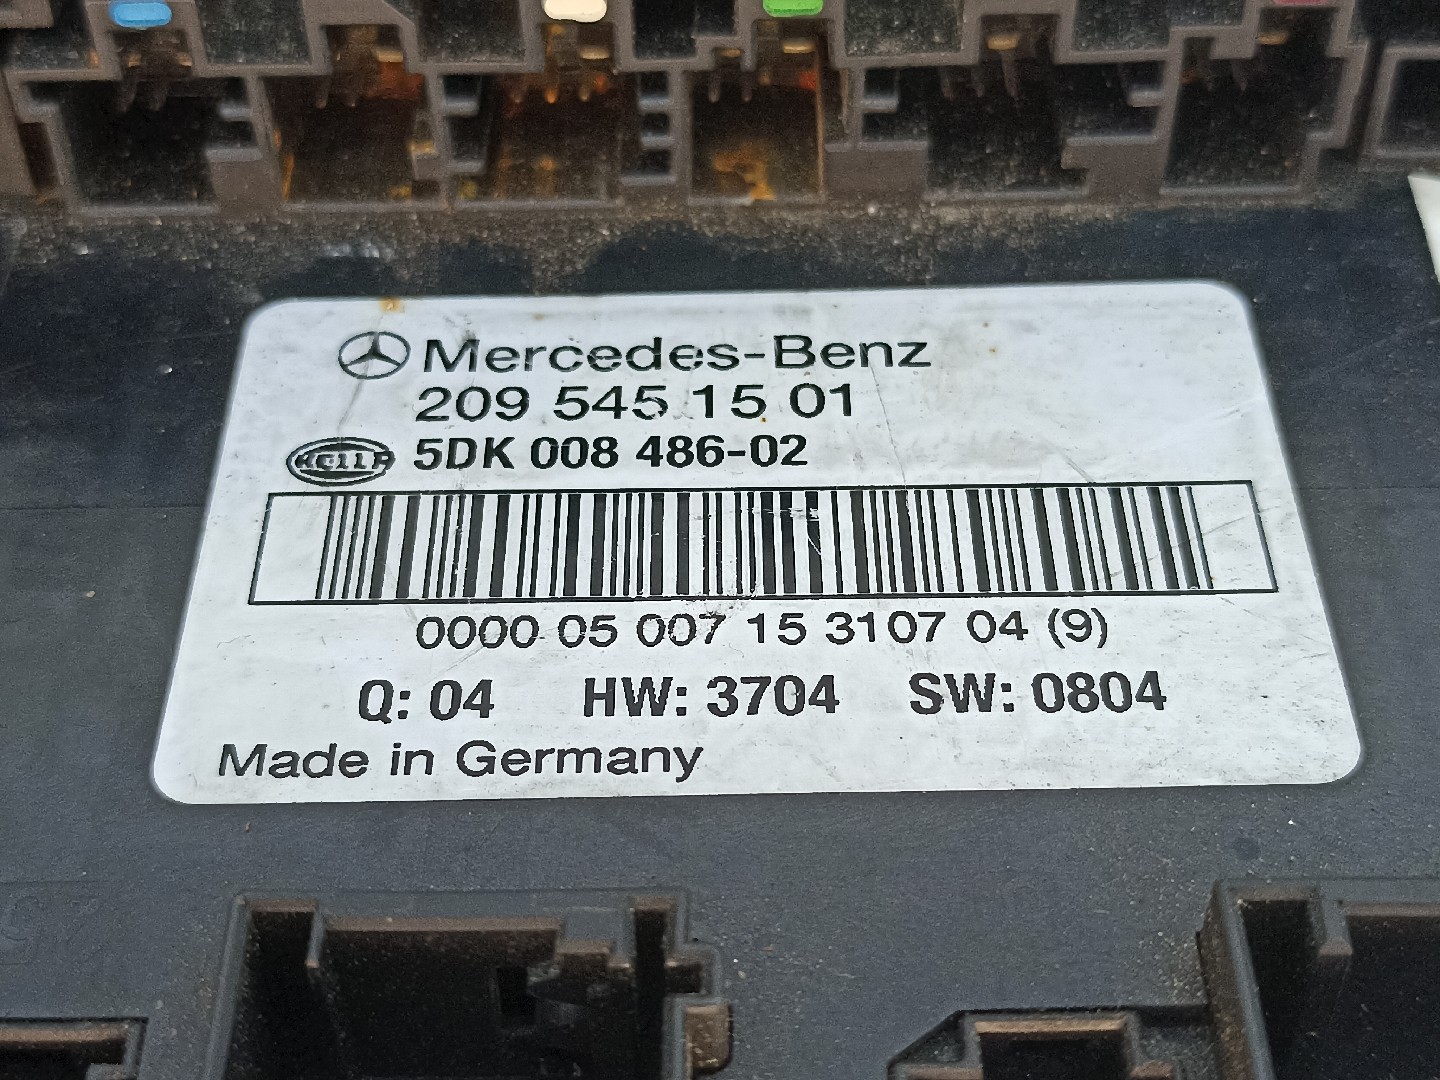 Mercedes-Benz
209 545 15 01
HELLA 5DK 008 486-02
0000 05 007 15 3107 04 (9)
Q: 04 HW: 3704 SW: 0804
Made in Germany